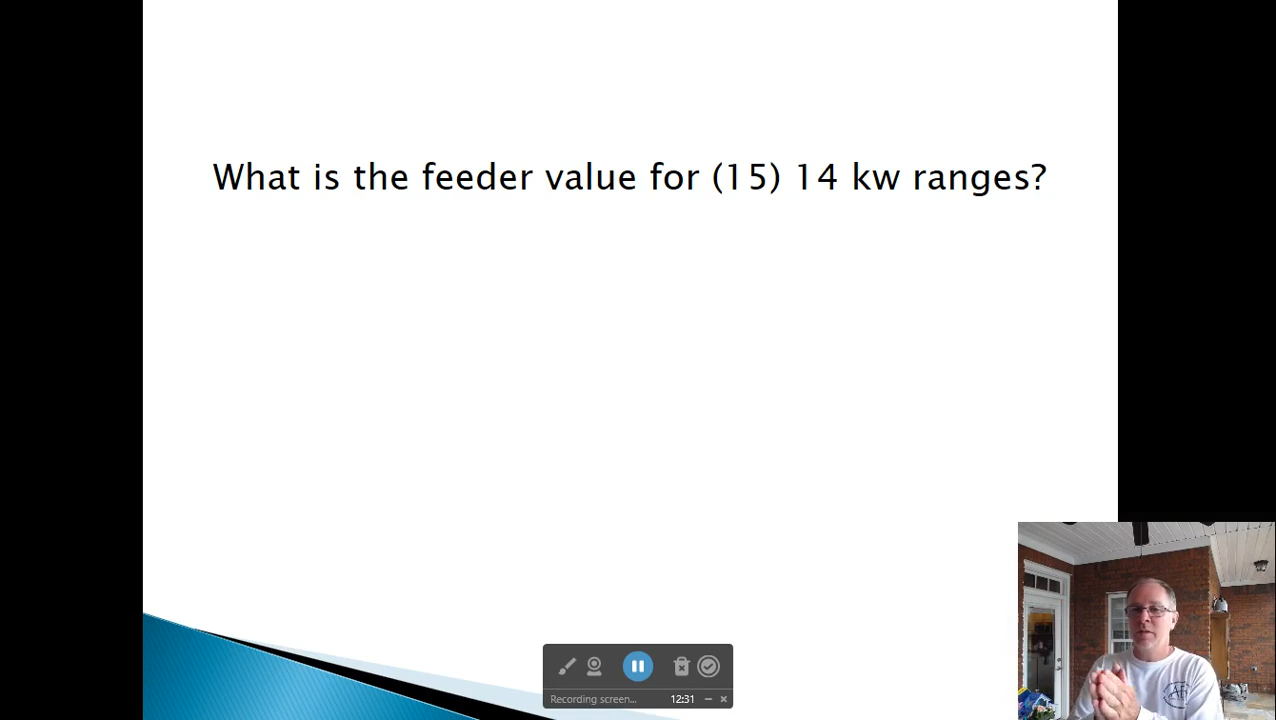 What is the feeder value for (15) 14 kw ranges?
Recording screen... 12:31